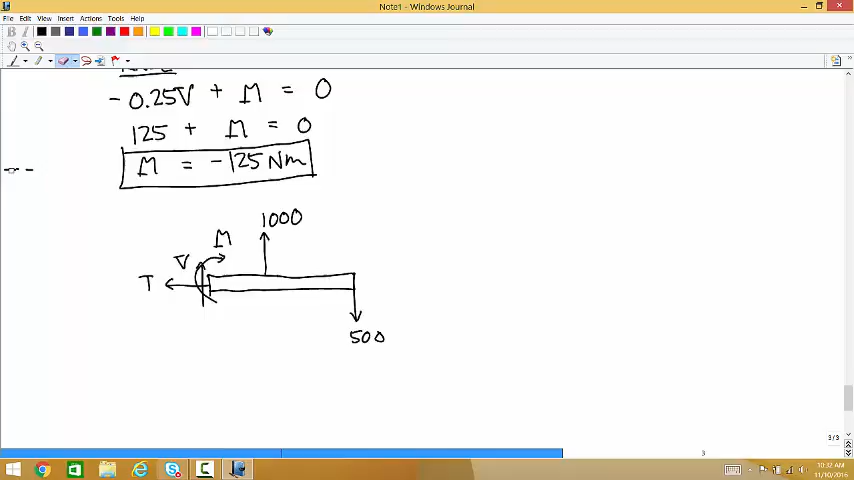 Note1 - Windows Journal
File Edit View Insert Actions Tools Help
B I
-0.25V + M = 0
125 + M = 0
M = -125 Nm
1000
M
V
T
500
3/3
3
10:32 AM
11/10/2016